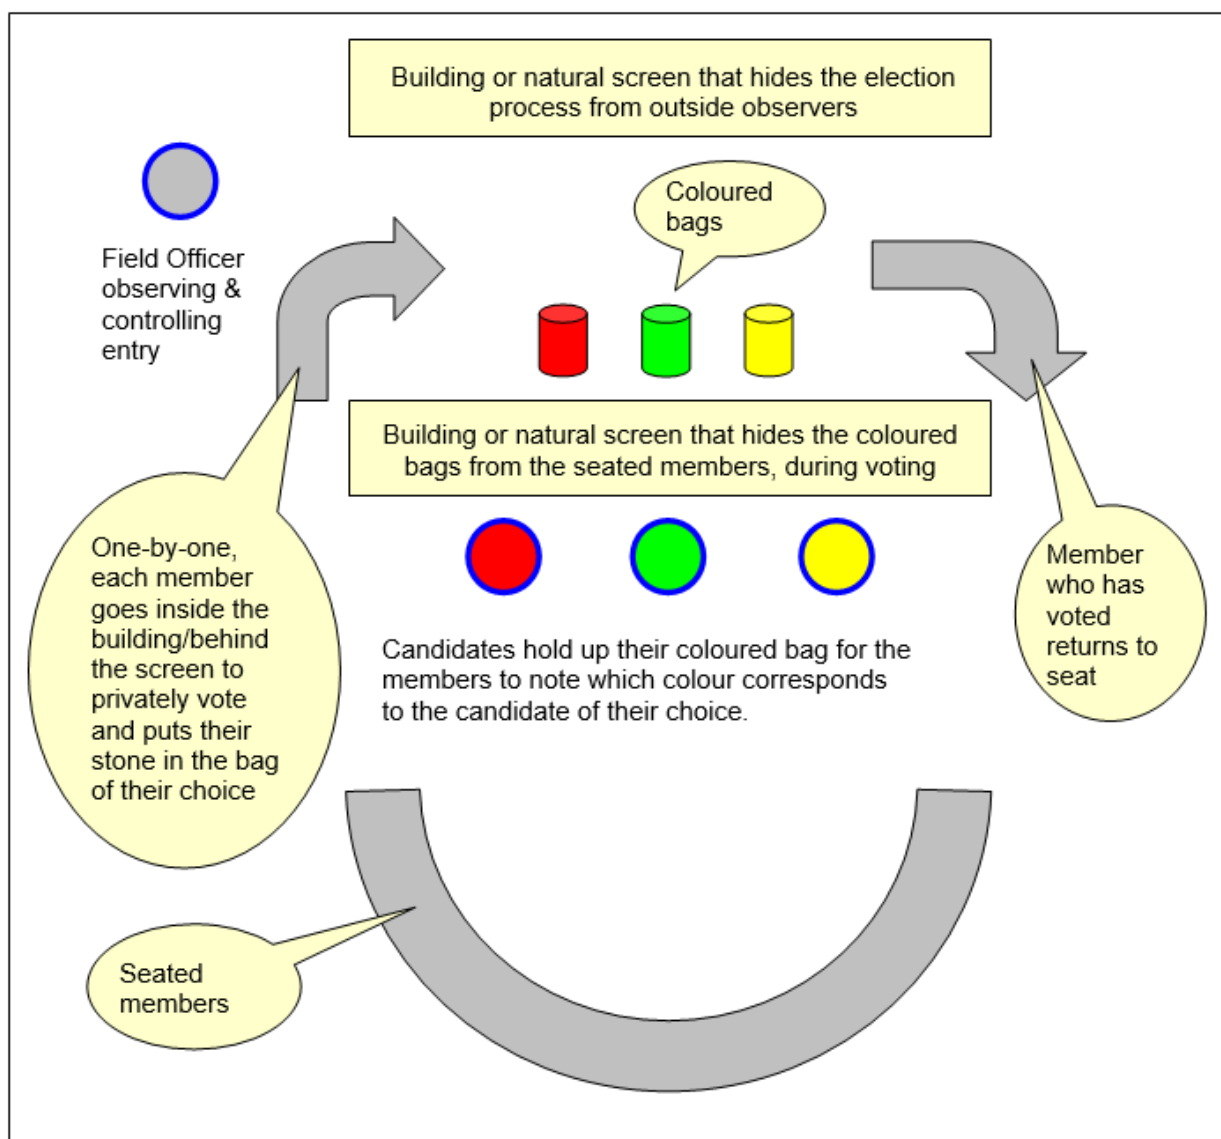 Building or natural screen that hides the election
process from outside observers
Coloured
bags
Field Officer
observing &
controlling
entry
Building or natural screen that hides the coloured
bags from the seated members, during voting
One-by-one,
each member
goes inside the
building/behind
the screen to
privately vote
and puts their
stone in the bag
of their choice
Member
who has
voted
returns to
seat
Candidates hold up their coloured bag for the
members to note which colour corresponds
to the candidate of their choice.
Seated
members